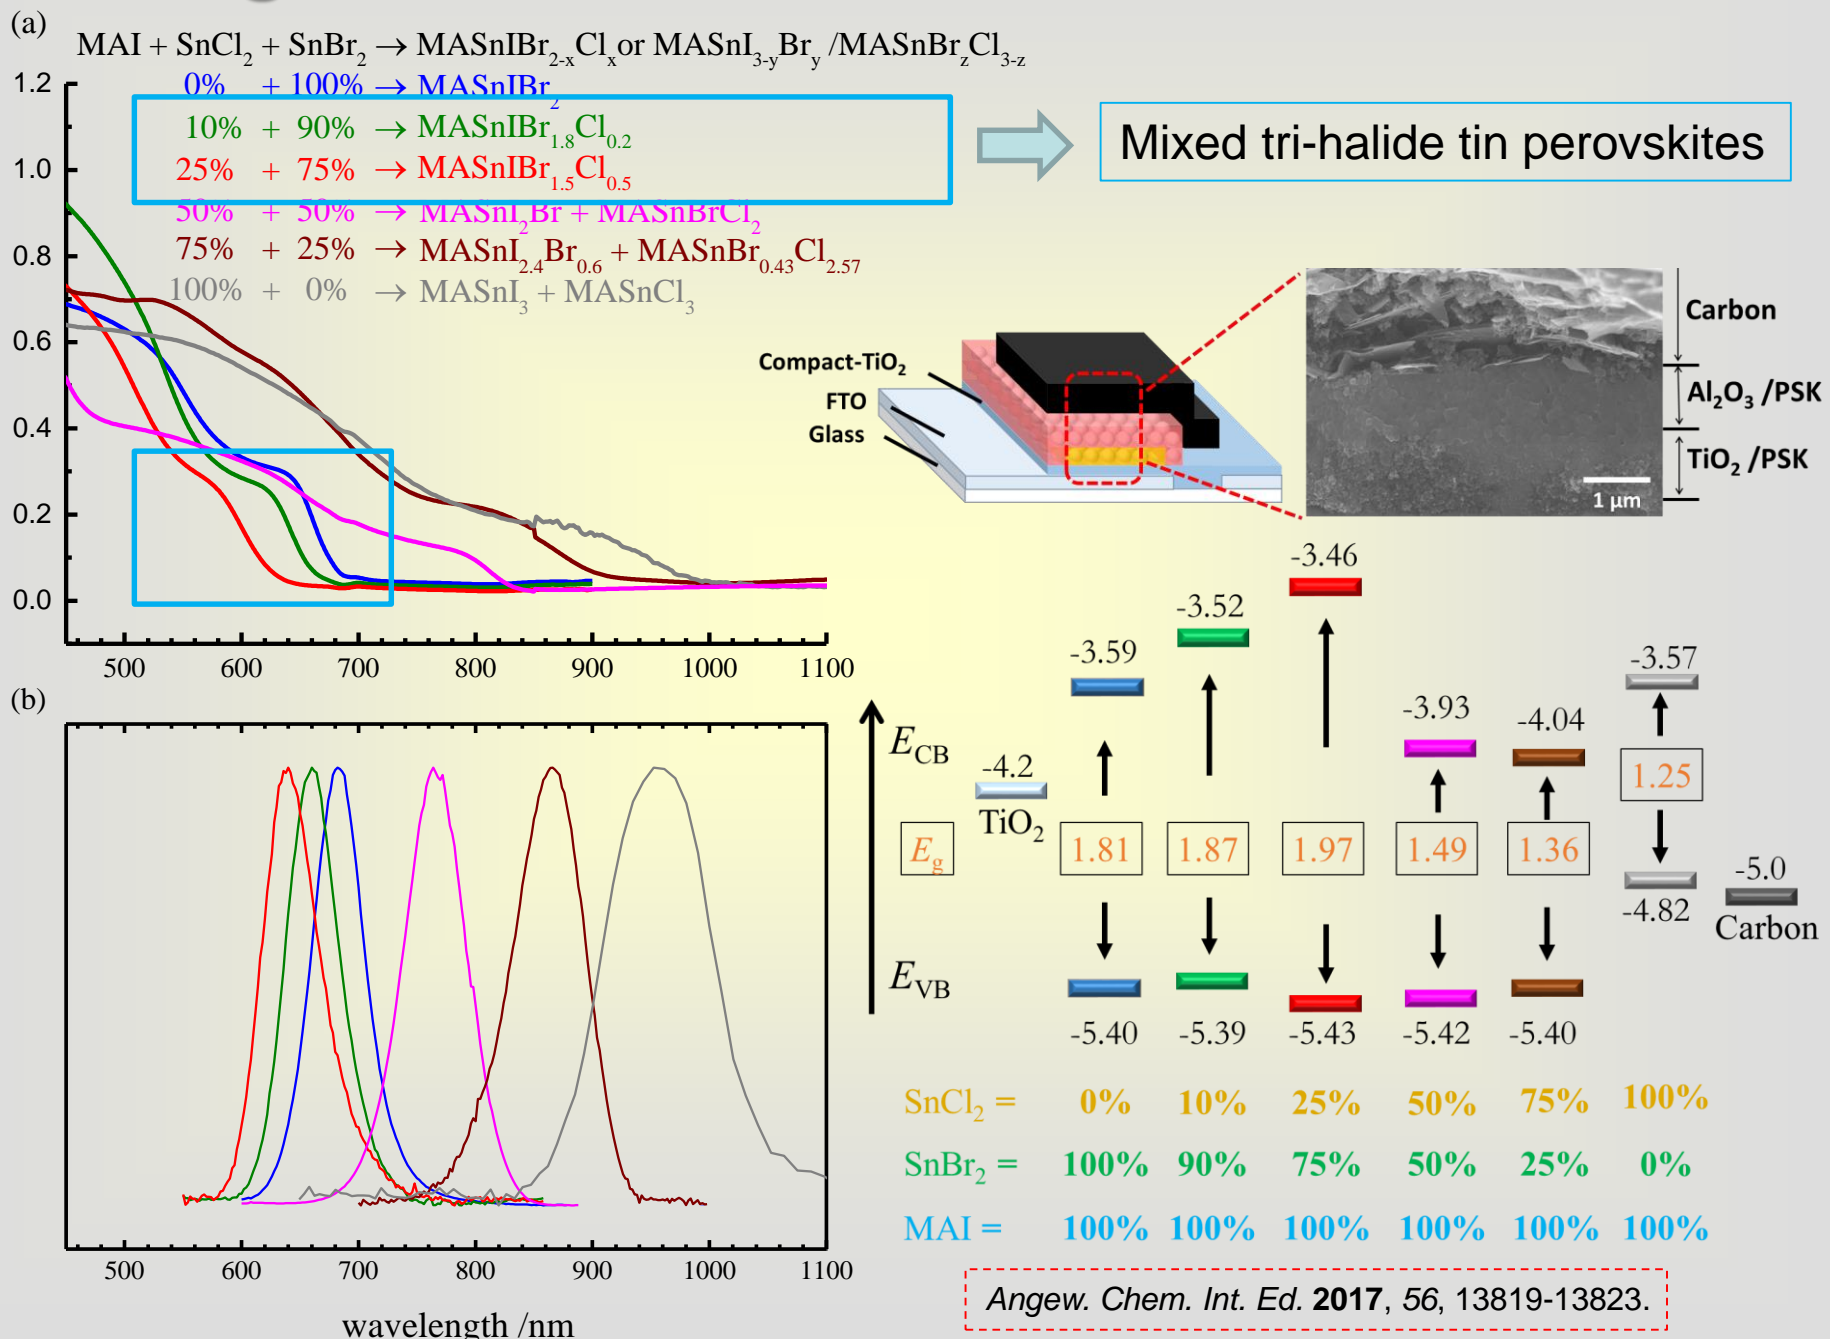 (a)
MAI + SnCl₂ + SnBr₂ → MASnIBr₂₋ₓClₓ or MASnI₃₋yBry /MASnBr_zCl₃₋z
0% + 100% → MASnIBr₂
10% + 90% → MASnIBr₁.₈Cl₀.₂
25% + 75% → MASnIBr₁.₅Cl₀.₅
50% + 50% → MASnI₂Br + MASnBrCl₂
75% + 25% → MASnI₂.₄Br₀.₆ + MASnBr₀.₄₃Cl₂.₅₇
100% + 0% → MASnI₃ + MASnCl₃
Mixed tri-halide tin perovskites
1.2
1.0
0.8
0.6
0.4
0.2
0.0
500 600 700 800 900 1000 1100
Compact-TiO₂
FTO
Glass
Carbon
Al₂O₃ /PSK
TiO₂ /PSK
1 μm
(b)
500 600 700 800 900 1000 1100
wavelength /nm
-3.46
-3.52
-3.59
-3.57
-3.93
-4.04
E_CB
-4.2
TiO₂
1.25
E_g 1.81 1.87 1.97 1.49 1.36
-4.82
-5.0
Carbon
E_VB
-5.40 -5.39 -5.43 -5.42 -5.40
SnCl₂ = 0% 10% 25% 50% 75% 100%
SnBr₂ = 100% 90% 75% 50% 25% 0%
MAI = 100% 100% 100% 100% 100% 100%
Angew. Chem. Int. Ed. 2017, 56, 13819-13823.